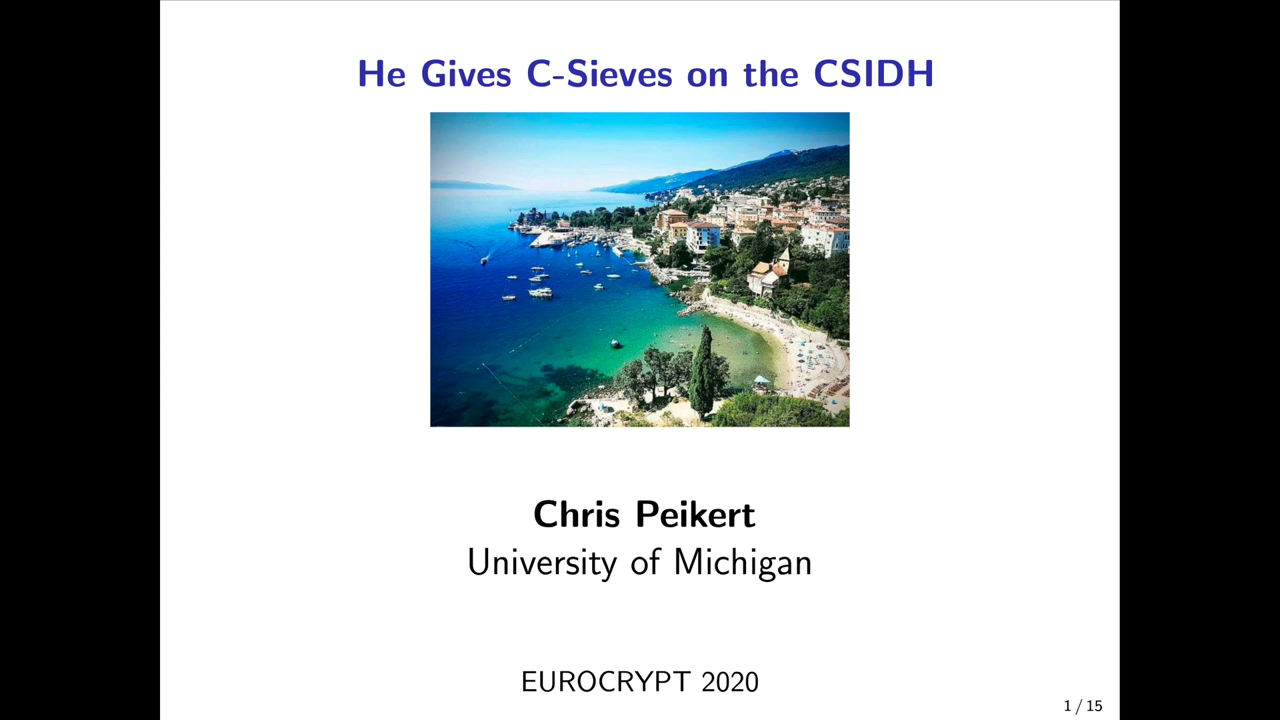 He Gives C-Sieves on the CSIDH
Chris Peikert
University of Michigan
EUROCRYPT 2020
1 / 15